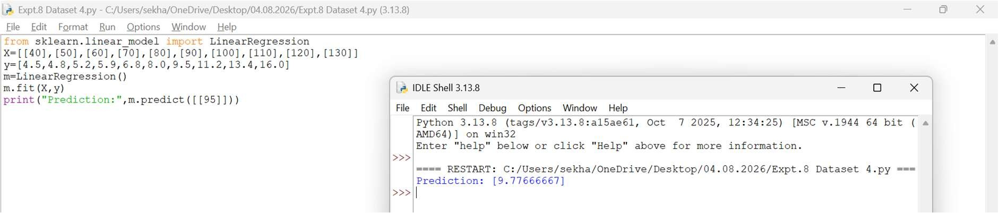 Expt.8 Dataset 4.py - C:/Users/sekha/OneDrive/Desktop/04.08.2026/Expt.8 Dataset 4.py (3.13.8)
File Edit Format Run Options Window Help
from sklearn.linear_model import LinearRegression
X=[[40],[50],[60],[70],[80],[90],[100],[110],[120],[130]]
y=[4.5,4.8,5.2,5.9,6.8,8.0,9.5,11.2,13.4,16.0]
m=LinearRegression()
m.fit(X,y)
print("Prediction:",m.predict([[95]]))
IDLE Shell 3.13.8
File Edit Shell Debug Options Window Help
Python 3.13.8 (tags/v3.13.8:a15ae61, Oct  7 2025, 12:34:25) [MSC v.1944 64 bit (
AMD64)] on win32
Enter "help" below or click "Help" above for more information.
>>>
==== RESTART: C:/Users/sekha/OneDrive/Desktop/04.08.2026/Expt.8 Dataset 4.py ===
Prediction: [9.77666667]
>>>